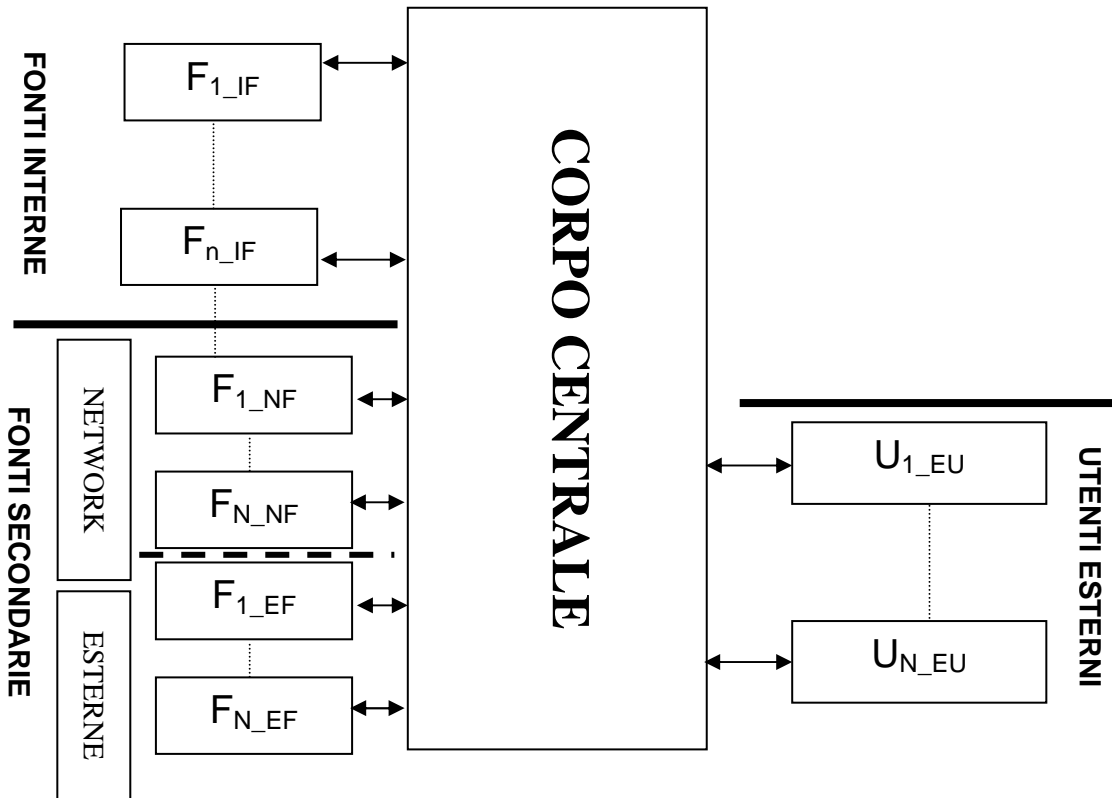 FONTI INTERNE
F1_IF
Fn_IF
FONTI SECONDARIE
NETWORK
F1_NF
FN_NF
ESTERNE
F1_EF
FN_EF
CORPO CENTRALE
U1_EU
UN_EU
UTENTI ESTERNI